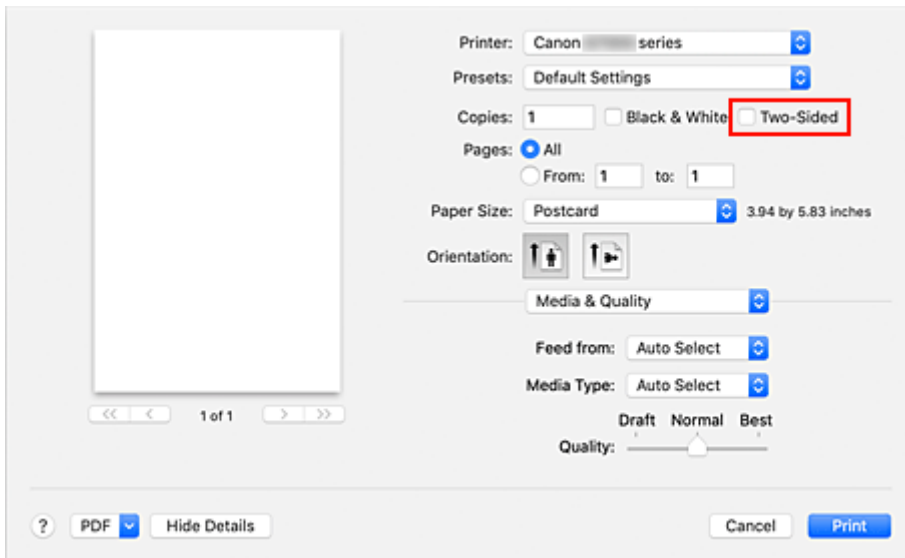 Printer: Canon series
Presets: Default Settings
Copies: 1 Black & White Two-Sided
Pages: All
From: 1 to: 1
Paper Size: Postcard 3.94 by 5.83 inches
Orientation:
Media & Quality
Feed from: Auto Select
Media Type: Auto Select
Draft Normal Best
Quality:
<< < 1 of 1 > >>
? PDF Hide Details Cancel Print